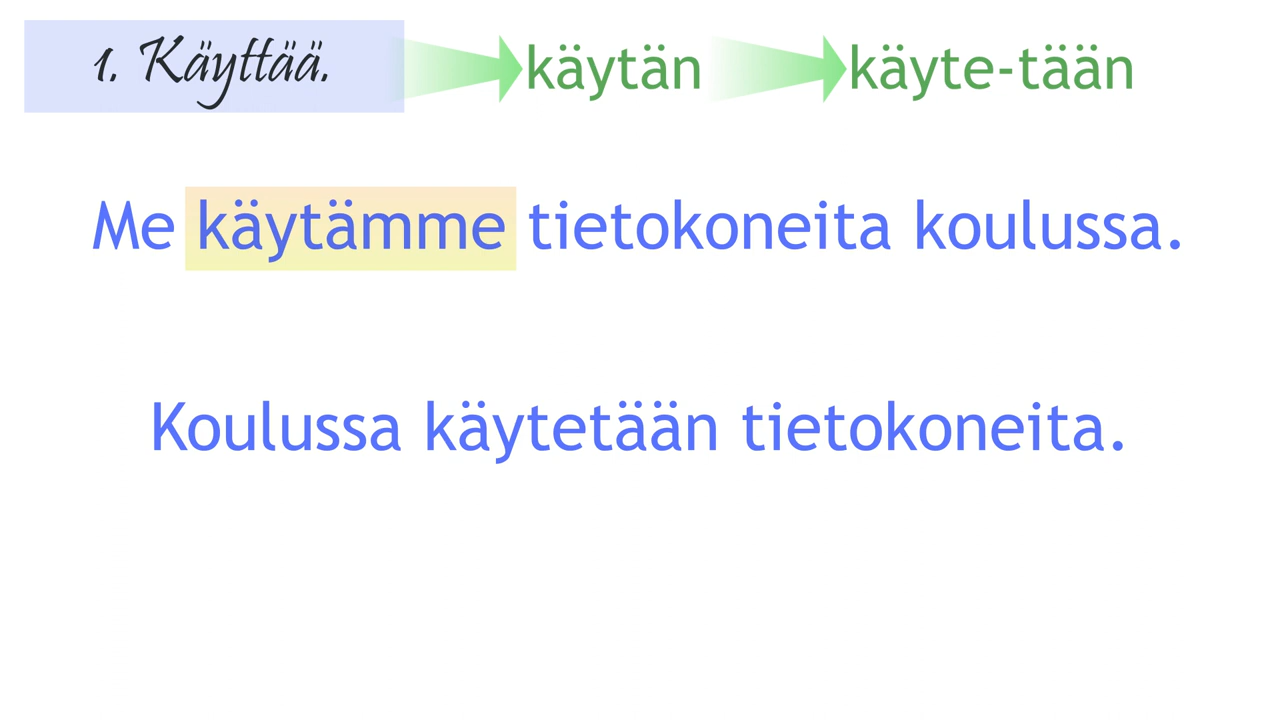 1. Käyttää. käytän käyte-tään
Me käytämme tietokoneita koulussa.
Koulussa käytetään tietokoneita.